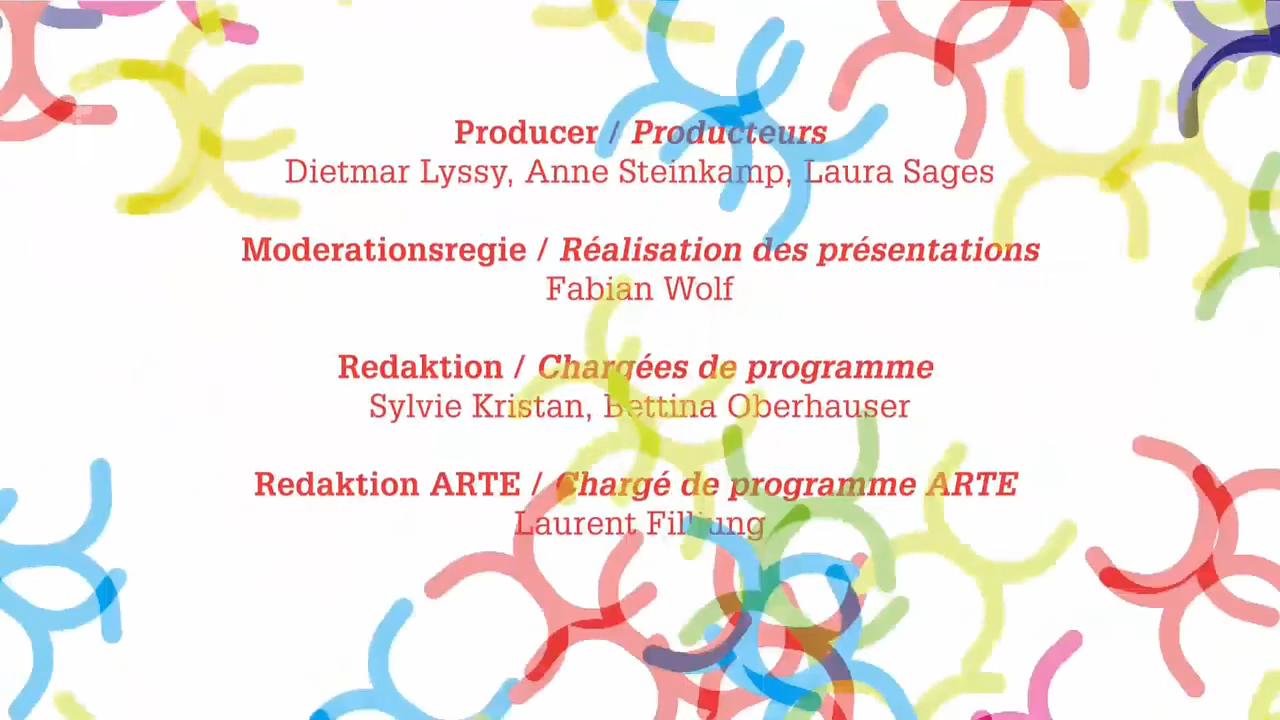 Producer / Producteurs
Dietmar Lyssy, Anne Steinkamp, Laura Sages
Moderationsregie / Réalisation des présentations
Fabian Wolf
Redaktion / Chargées de programme
Sylvie Kristan, Bettina Oberhauser
Redaktion ARTE / Chargé de programme ARTE
Laurent Filliung